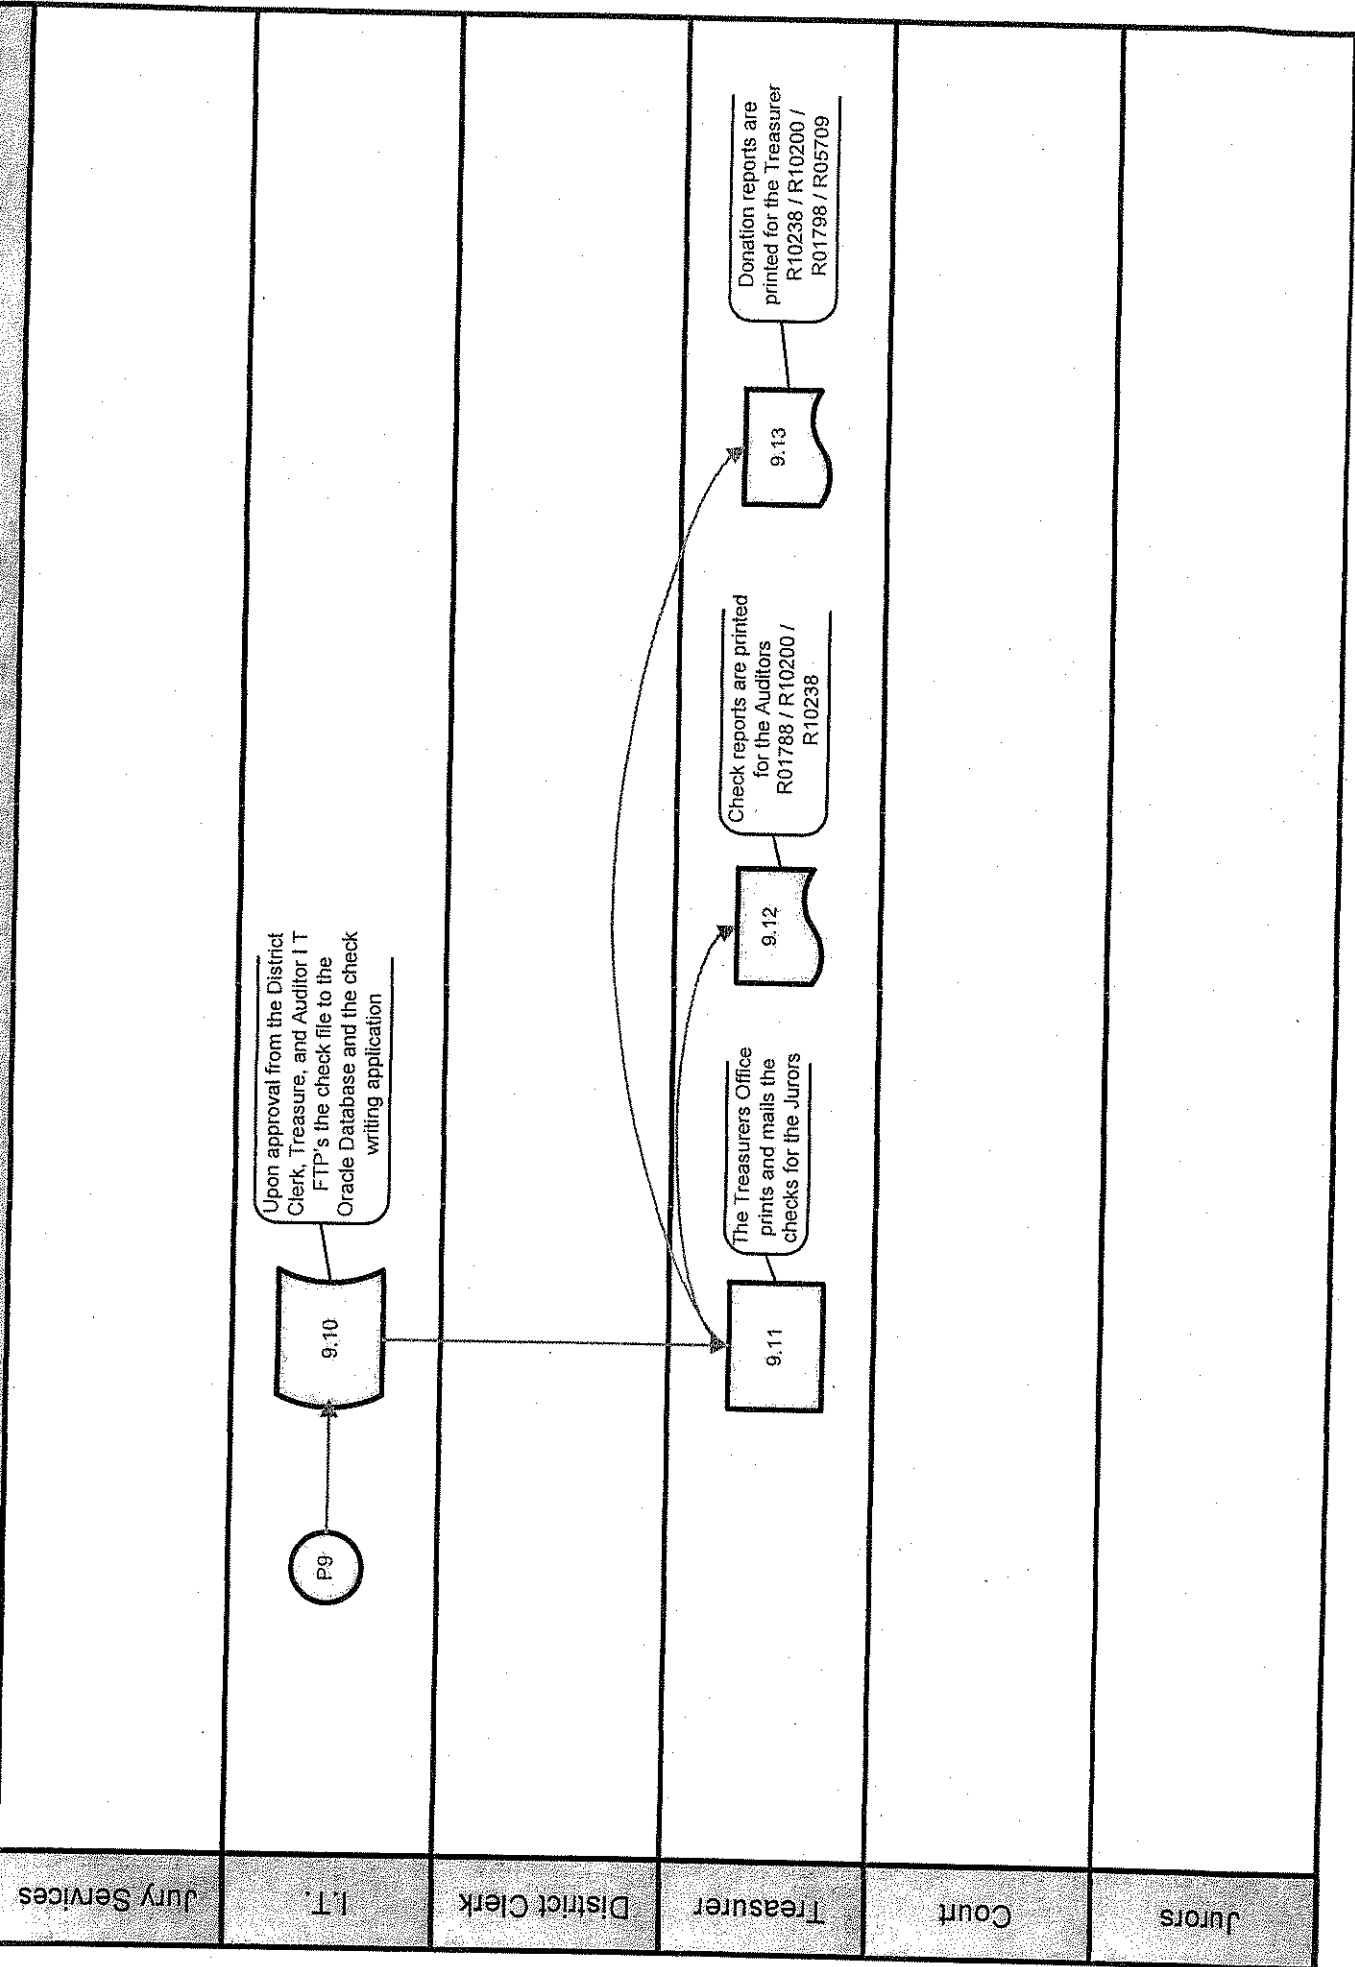 Jury Services
I.T.
District Clerk
Treasurer
Court
Jurors
P9
9.10
Upon approval from the District
Clerk, Treasure, and Auditor I T
FTP's the check file to the
Oracle Database and the check
writing application
9.11
The Treasurers Office
prints and mails the
checks for the Jurors
9.12
Check reports are printed
for the Auditors
R01788 / R10200 /
R10238
9.13
Donation reports are
printed for the Treasurer
R10238 / R10200 /
R01798 / R05709